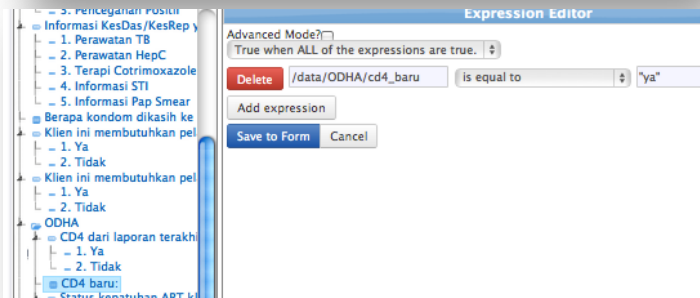 3. Pencegahan Positif
Informasi KesDas/KesRep y
1. Perawatan TB
2. Perawatan HepC
3. Terapi Cotrimoxazole
4. Informasi STI
5. Informasi Pap Smear
Berapa kondom dikasih ke
Klien ini membutuhkan pel
1. Ya
2. Tidak
Klien ini membutuhkan pel
1. Ya
2. Tidak
ODHA
CD4 dari laporan terakhi
1. Ya
2. Tidak
CD4 baru:
Status kepatuhan ART kl
Expression Editor
Advanced Mode?
True when ALL of the expressions are true.
Delete /data/ODHA/cd4_baru is equal to "ya"
Add expression
Save to Form Cancel